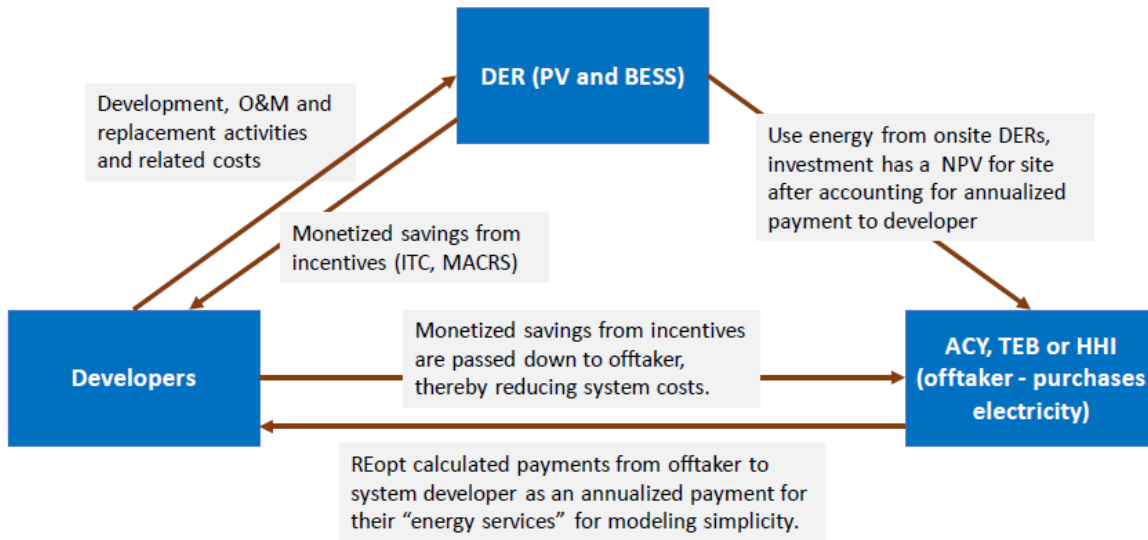 DER (PV and BESS)
Development, O&M and
replacement activities
and related costs
Use energy from onsite DERs,
investment has a NPV for site
after accounting for annualized
payment to developer
Monetized savings from
incentives (ITC, MACRS)
Developers
Monetized savings from incentives
are passed down to offtaker,
thereby reducing system costs.
ACY, TEB or HHI
(offtaker - purchases
electricity)
REopt calculated payments from offtaker to
system developer as an annualized payment for
their “energy services” for modeling simplicity.